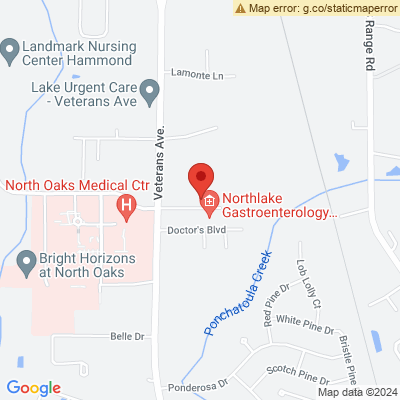 Map error: g.co/staticmaperror
Landmark Nursing
Center Hammond
Range Rd
Lamonte Ln
Lake Urgent Care
- Veterans Ave
Veterans Ave.
North Oaks Medical Ctr
H
Northlake
Gastroenterology...
Doctor's Blvd
Bright Horizons
at North Oaks
Ponchatoula Creek
Lob Lolly Ct
Red Pine Dr
White Pine Dr
Bristle Pine
Belle Dr
Scotch Pine Dr
Ponderosa Dr
Google
Map data ©2024